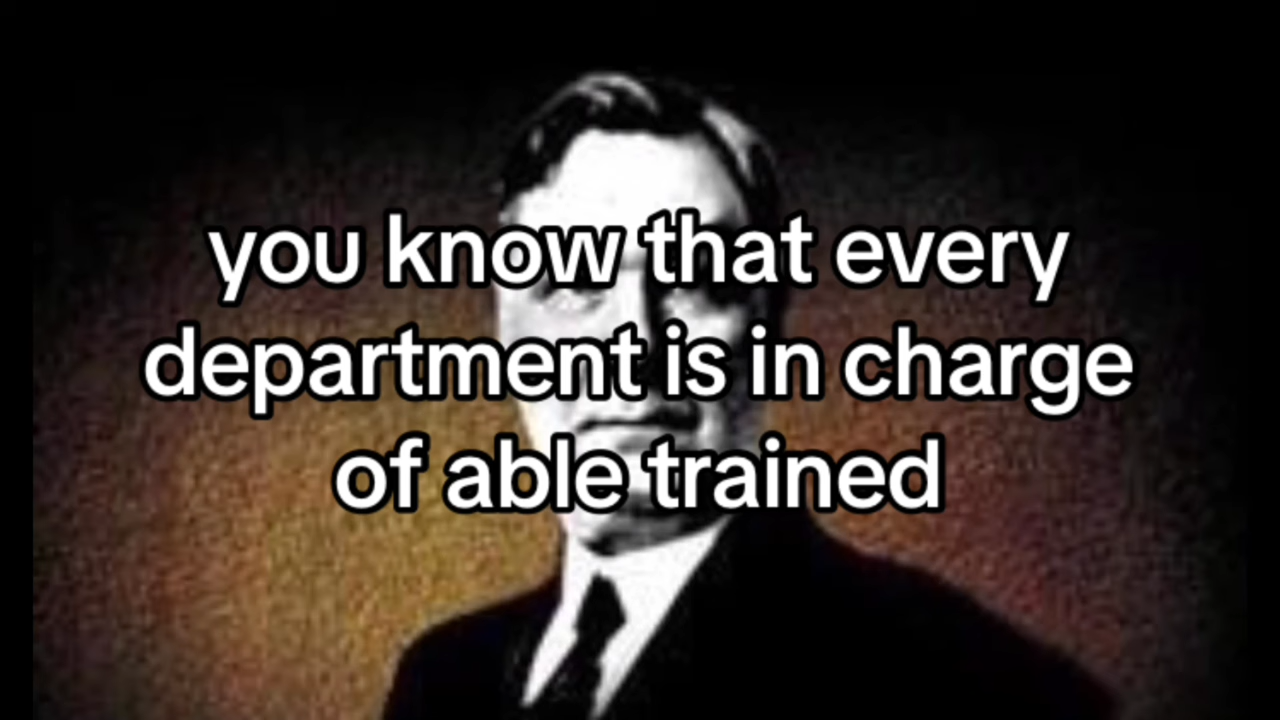 you know that every
department is in charge
of able trained